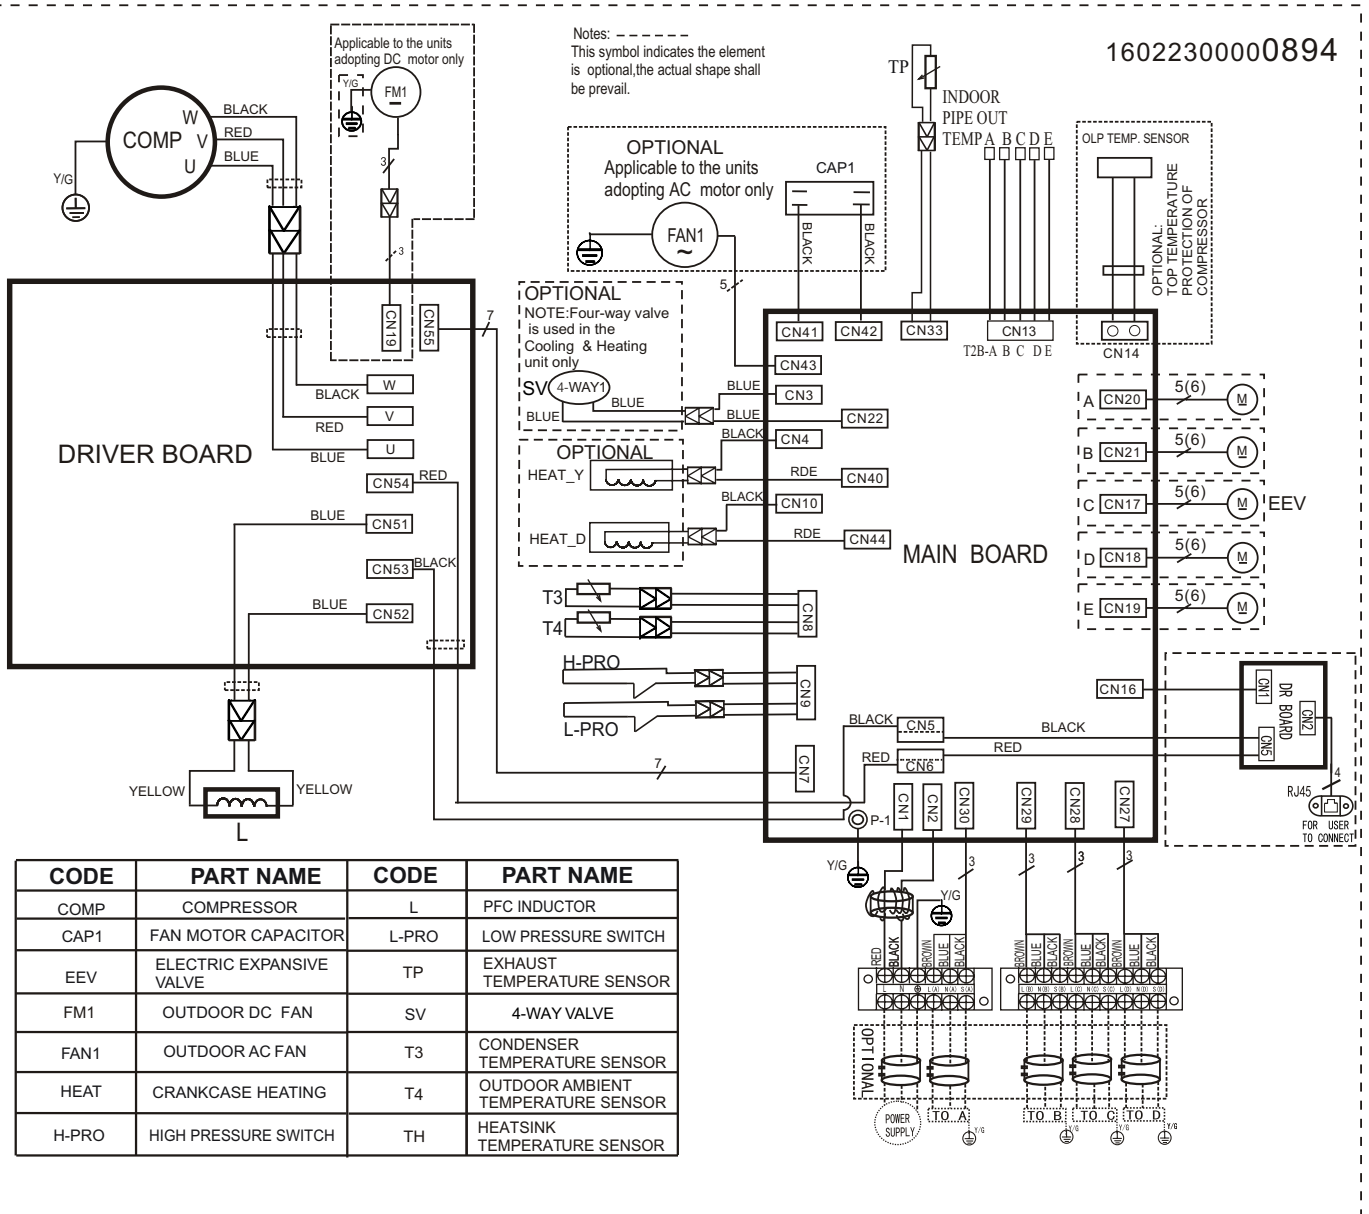 Applicable to the units
adopting DC motor only
Y/G
FM1
3
3
Notes: – – – – – –
This symbol indicates the element
is optional,the actual shape shall
be prevail.
16022300000894
COMP
W
V
U
BLACK
RED
BLUE
Y/G
OPTIONAL
Applicable to the units
adopting AC motor only
FAN1
~
CAP1
BLACK
BLACK
5
TP
INDOOR
PIPE OUT
TEMP A B C D E
OLP TEMP. SENSOR
OPTIONAL:
TOP TEMPERATURE
PROTECTION OF
COMPRESSOR
DRIVER BOARD
CN19
CN55
7
W
BLACK
V
RED
U
BLUE
CN54
RED
CN51
BLUE
CN53
BLACK
CN52
BLUE
YELLOW
YELLOW
L
OPTIONAL
NOTE:Four-way valve
is used in the
Cooling & Heating
unit only
SV
4-WAY1
BLUE
BLUE
BLUE
BLUE
OPTIONAL
HEAT_Y
BLACK
RDE
HEAT_D
BLACK
RDE
T3
T4
H-PRO
L-PRO
7
MAIN BOARD
CN41
CN42
CN33
CN13
T2B-A B C D E
CN14
CN43
CN3
CN22
CN4
CN40
CN10
CN44
CN8
CN9
CN7
A CN20 5(6) M
B CN21 5(6) M
C CN17 5(6) M
EEV
D CN18 5(6) M
E CN19 5(6) M
CN16
BLACK
CN5
BLACK
RED
CN6
RED
DR BOARD
CN1
CN2
CN5
4
RJ45
FOR USER
TO CONNECT
P-1
Y/G
CN1
CN2
CN30
CN29
CN28
CN27
3
3
3
3
Y/G
RED
BLACK
BROWN
BLUE
BLACK
BROWN
BLUE
BLACK
BROWN
BLUE
BLACK
BROWN
BLUE
BLACK
L N L(A) N(A) S(A)
L(B) N(B) S(B) L(C) N(C) S(C) L(D) N(D) S(D)
OPTIONAL
POWER
SUPPLY
TO A
Y/G
TO B
Y/G
TO C
Y/G
TO D
Y/G
CODE PART NAME CODE PART NAME
COMP COMPRESSOR L PFC INDUCTOR
CAP1 FAN MOTOR CAPACITOR L-PRO LOW PRESSURE SWITCH
EEV ELECTRIC EXPANSIVE VALVE TP EXHAUST TEMPERATURE SENSOR
FM1 OUTDOOR DC FAN SV 4-WAY VALVE
FAN1 OUTDOOR AC FAN T3 CONDENSER TEMPERATURE SENSOR
HEAT CRANKCASE HEATING T4 OUTDOOR AMBIENT TEMPERATURE SENSOR
H-PRO HIGH PRESSURE SWITCH TH HEATSINK TEMPERATURE SENSOR